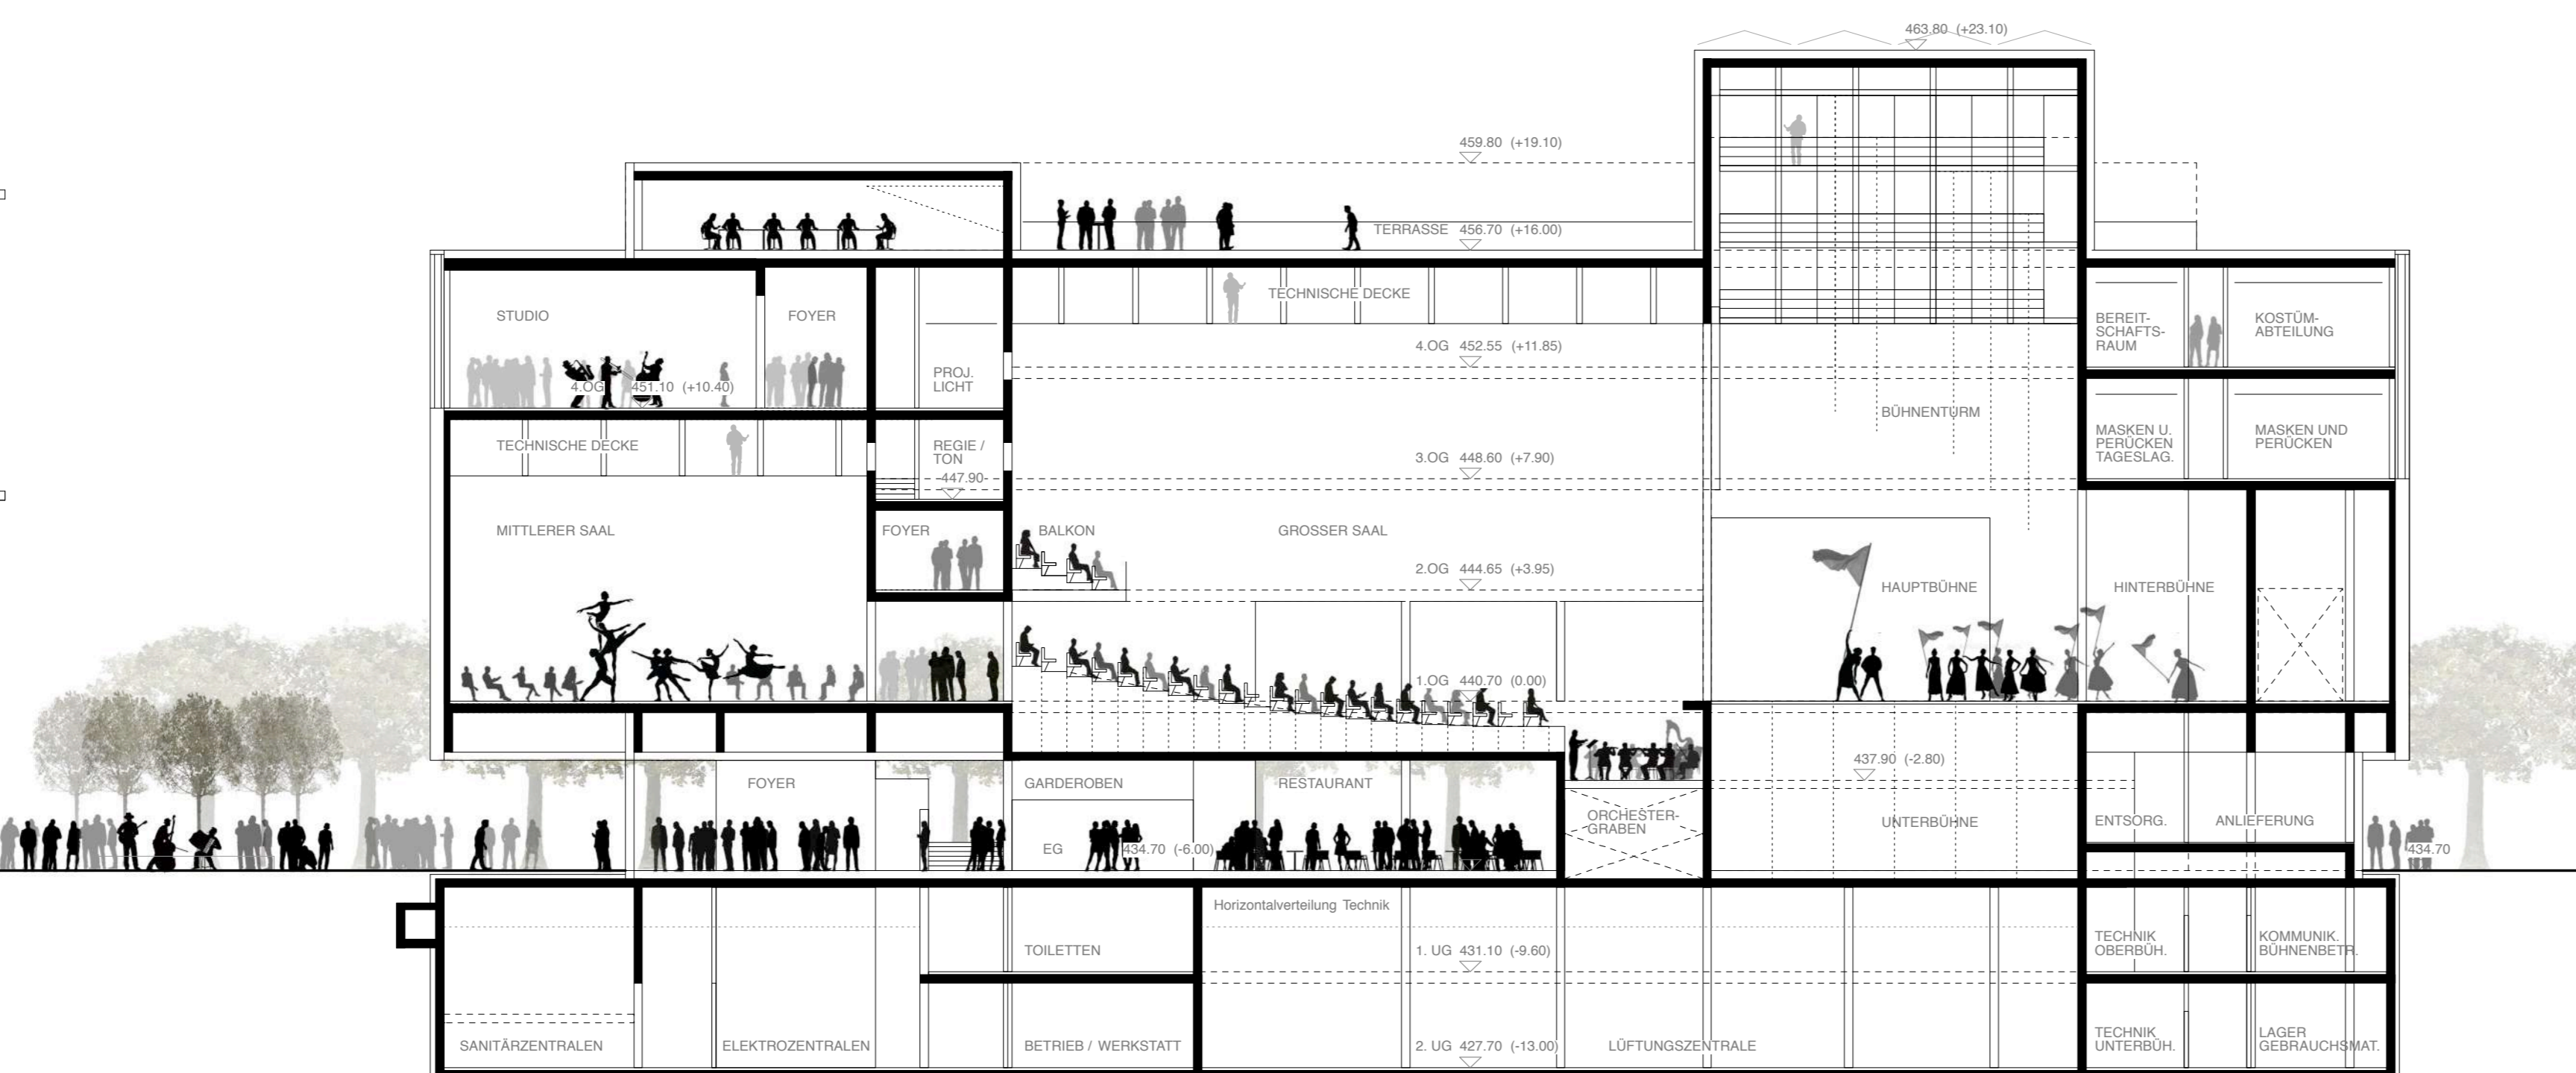 463.80 (+23.10)
459.80 (+19.10)
TERRASSE 456.70 (+16.00)
TECHNISCHE DECKE
STUDIO
FOYER
BEREIT-
SCHAFTS-
RAUM
KOSTÜM-
ABTEILUNG
4.OG 452.55 (+11.85)
PROJ.
LICHT
4.OG 451.10 (+10.40)
BÜHNENTURM
TECHNISCHE DECKE
REGIE /
TON
447.90
3.OG 448.60 (+7.90)
MASKEN U.
PERÜCKEN
TAGESLAG.
MASKEN UND
PERÜCKEN
MITTLERER SAAL
FOYER
BALKON
GROSSER SAAL
2.OG 444.65 (+3.95)
HAUPTBÜHNE
HINTERBÜHNE
1.OG 440.70 (0.00)
437.90 (-2.80)
FOYER
GARDEROBEN
RESTAURANT
ORCHESTER-
GRABEN
UNTERBÜHNE
ENTSORG.
ANLIEFERUNG
EG 434.70 (-6.00)
434.70
Horizontalverteilung Technik
TOILETTEN
1. UG 431.10 (-9.60)
TECHNIK
OBERBÜH.
KOMMUNIK.
BÜHNENBETR.
SANITÄRZENTRALEN
ELEKTROZENTRALEN
BETRIEB / WERKSTATT
2. UG 427.70 (-13.00)
LÜFTUNGSZENTRALE
TECHNIK
UNTERBÜH.
LAGER
GEBRAUCHSMAT.